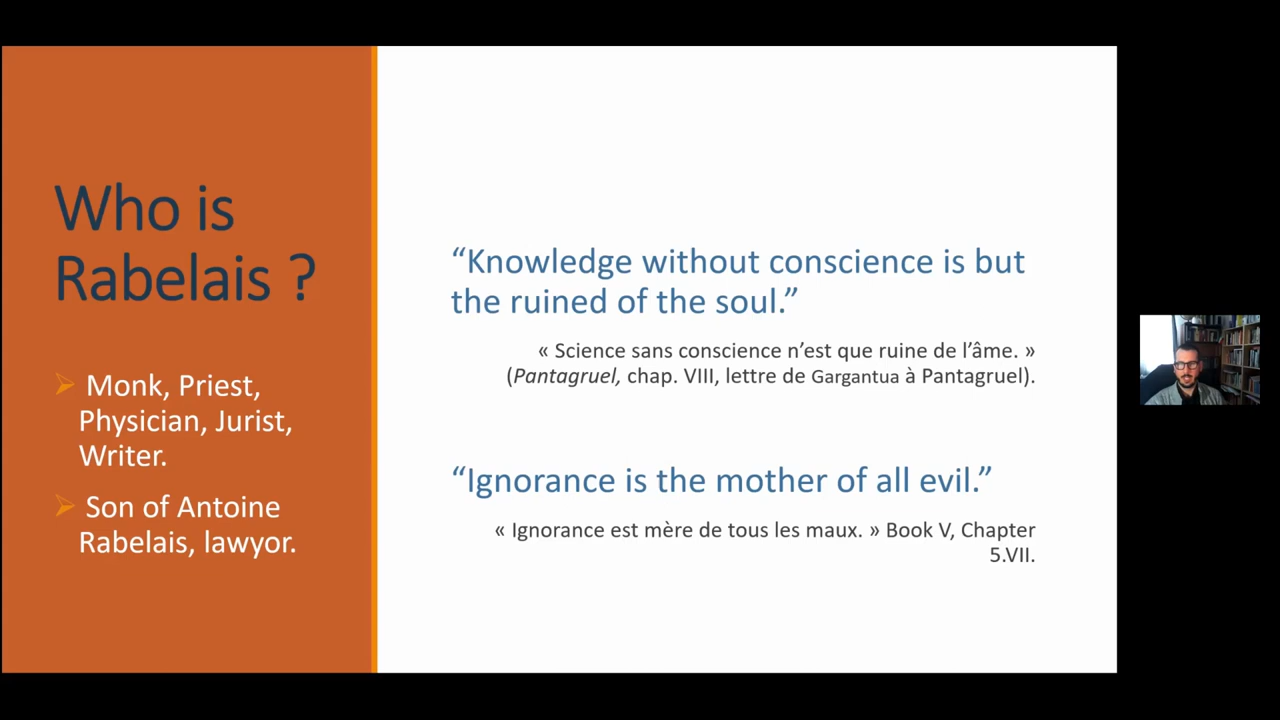 Who is
Rabelais ?
➢ Monk, Priest,
Physician, Jurist,
Writer.
➢ Son of Antoine
Rabelais, lawyor.
“Knowledge without conscience is but
the ruined of the soul.”
« Science sans conscience n’est que ruine de l’âme. »
(Pantagruel, chap. VIII, lettre de Gargantua à Pantagruel).
“Ignorance is the mother of all evil.”
« Ignorance est mère de tous les maux. » Book V, Chapter
5.VII.